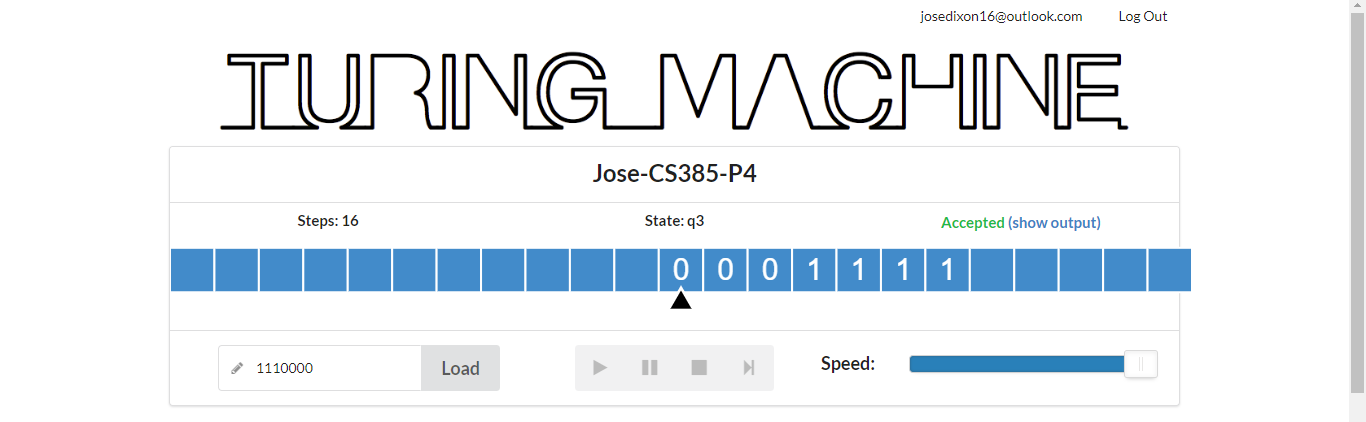 josedixon16@outlook.com Log Out
TURING MACHINE
Jose-CS385-P4
Steps: 16 State: q3 Accepted (show output)
0 0 0 1 1 1 1
1110000 Load Speed: